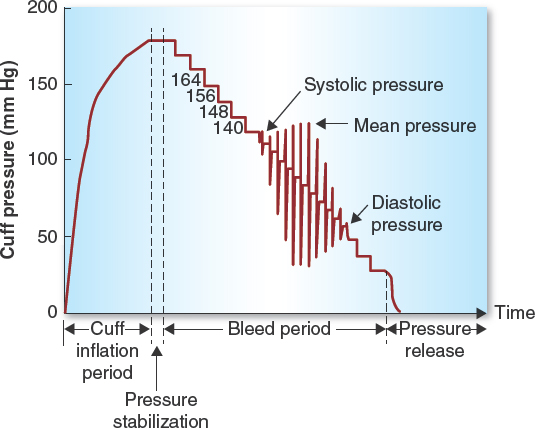 200
150
100
50
0
Cuff pressure (mm Hg)
164
156
148
140
Systolic pressure
Mean pressure
Diastolic
pressure
Time
Cuff
inflation
period
Bleed period
Pressure
release
Pressure
stabilization